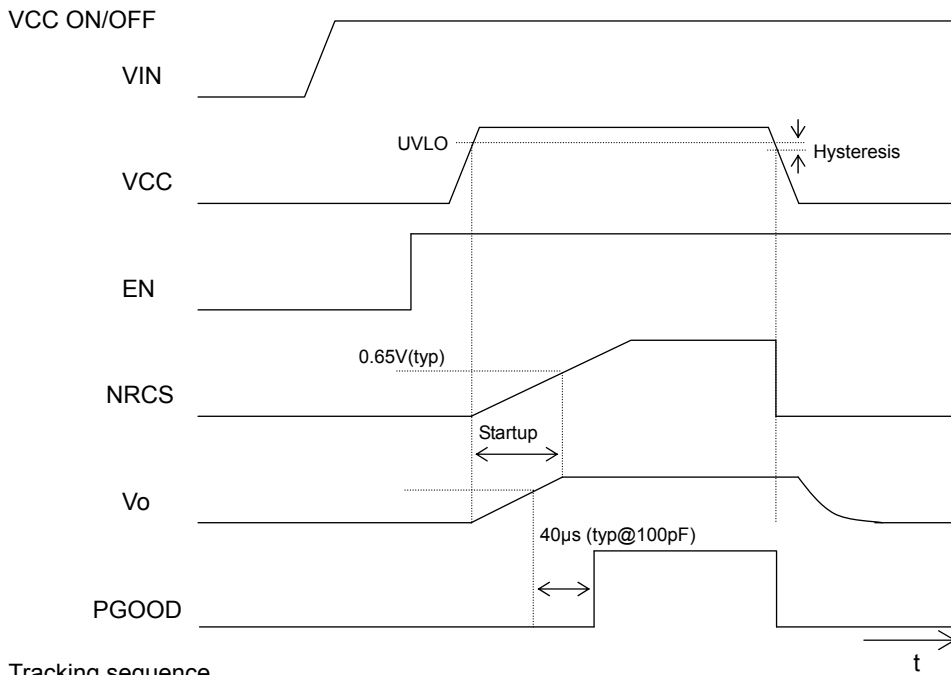 VCC ON/OFF
VIN
UVLO
Hysteresis
VCC
EN
0.65V(typ)
NRCS
Startup
Vo
40µs (typ@100pF)
PGOOD
t
Tracking sequence